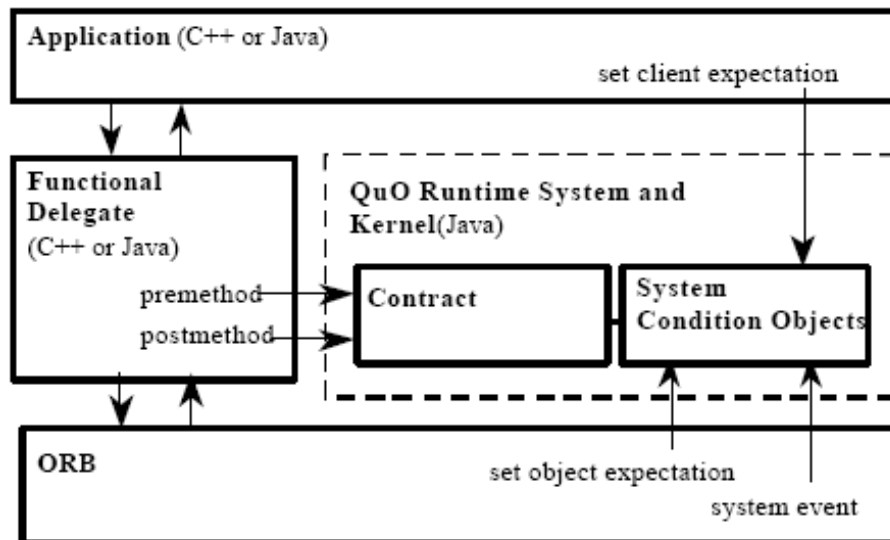 Application (C++ or Java)
set client expectation
Functional
Delegate
(C++ or Java)
premethod
postmethod
QuO Runtime System and
Kernel(Java)
Contract
System
Condition Objects
ORB
set object expectation
system event